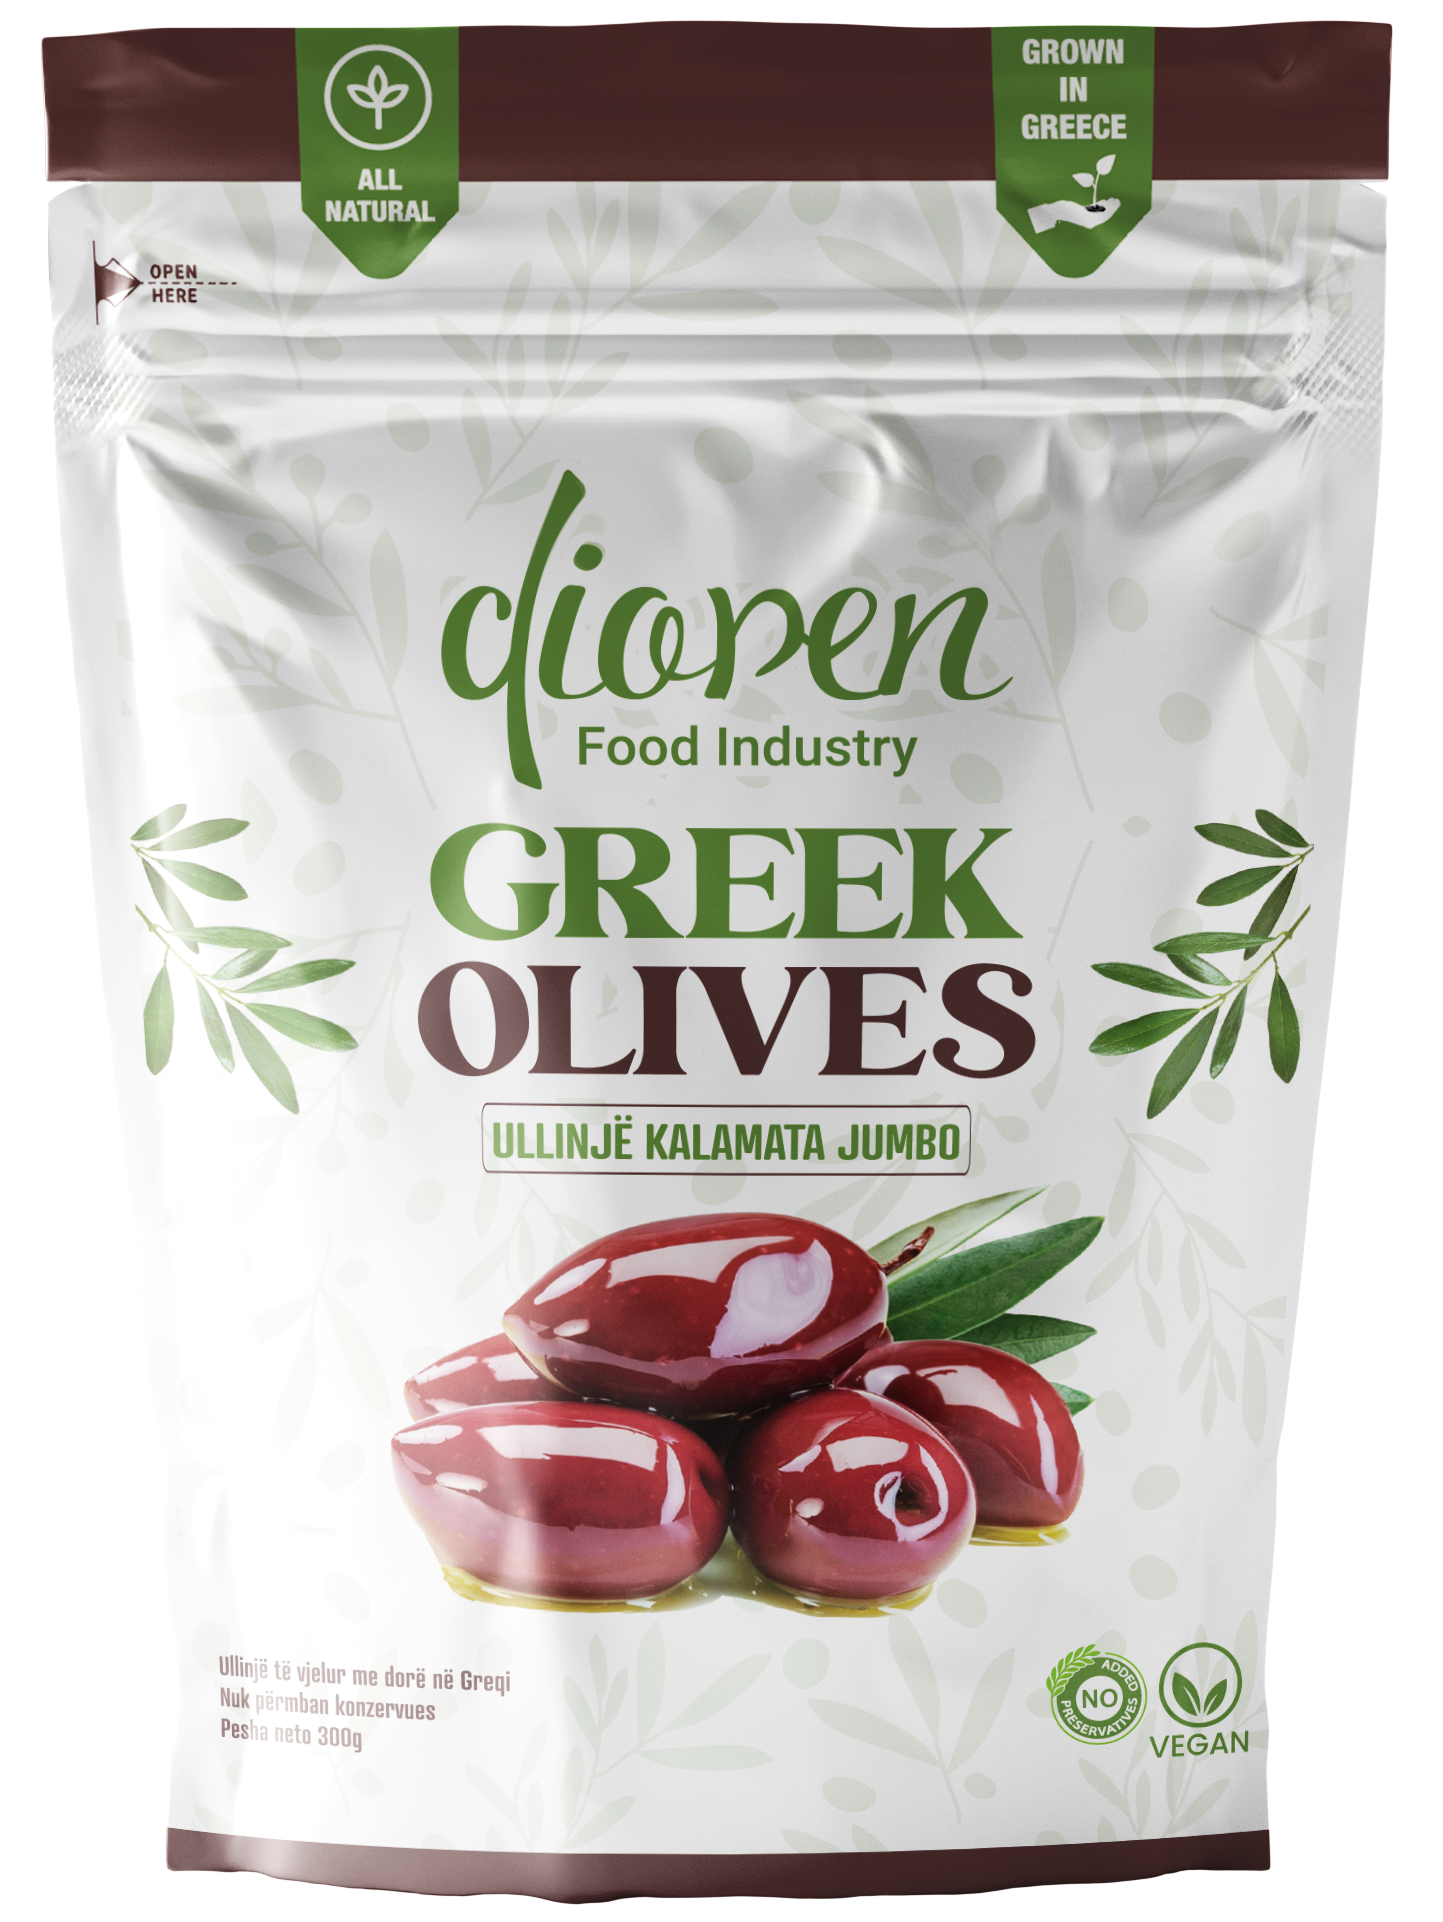 ALL
NATURAL
GROWN
IN
GREECE
OPEN
HERE
diopen
Food Industry
GREEK
OLIVES
ULLINJË KALAMATA JUMBO
Ullinjë të vjelur me dorë në Greqi
Nuk përmban konzervues
Pesha neto 300g
NO
ADDED
PRESERVATIVES
VEGAN